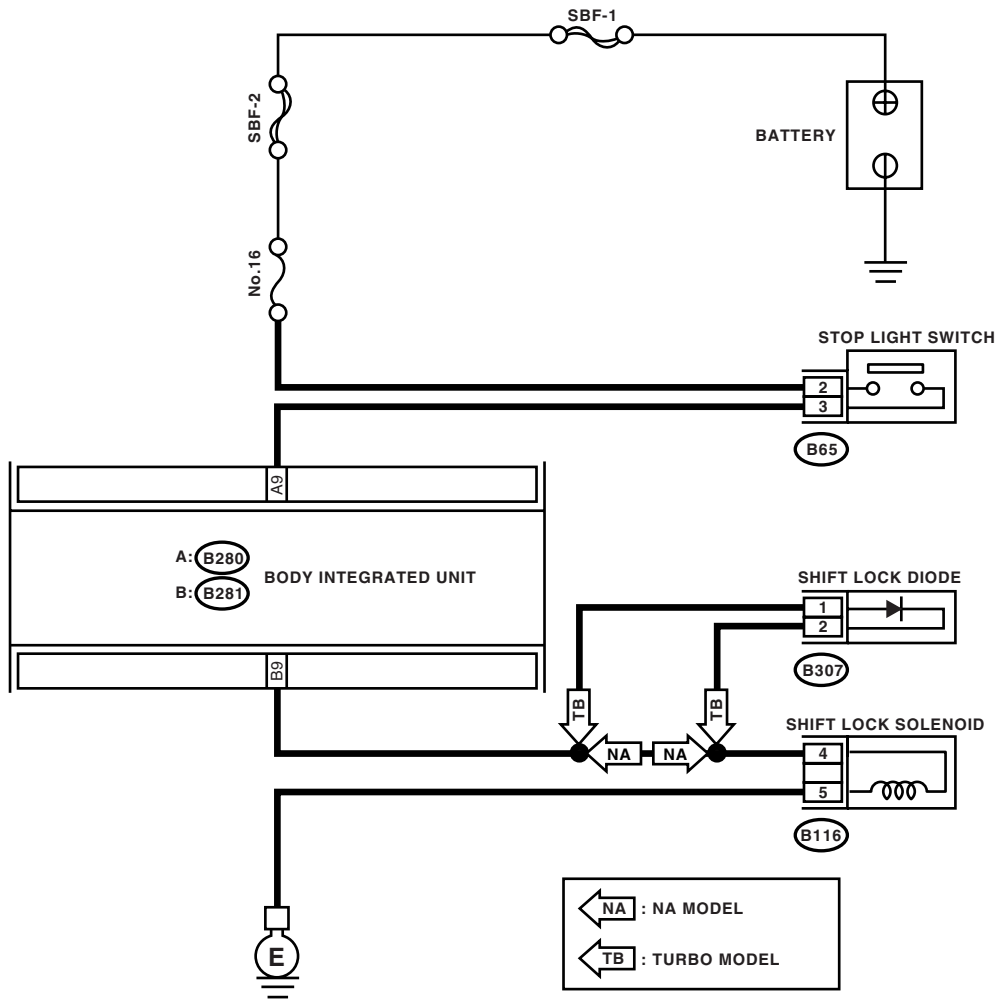 SBF-1
SBF-2
BATTERY
No.16
STOP LIGHT SWITCH
2
3
B65
A9
A: B280
B: B281
BODY INTEGRATED UNIT
SHIFT LOCK DIODE
1
2
B307
B9
TB
TB
SHIFT LOCK SOLENOID
NA
NA
4
5
B116
E
NA : NA MODEL
TB : TURBO MODEL